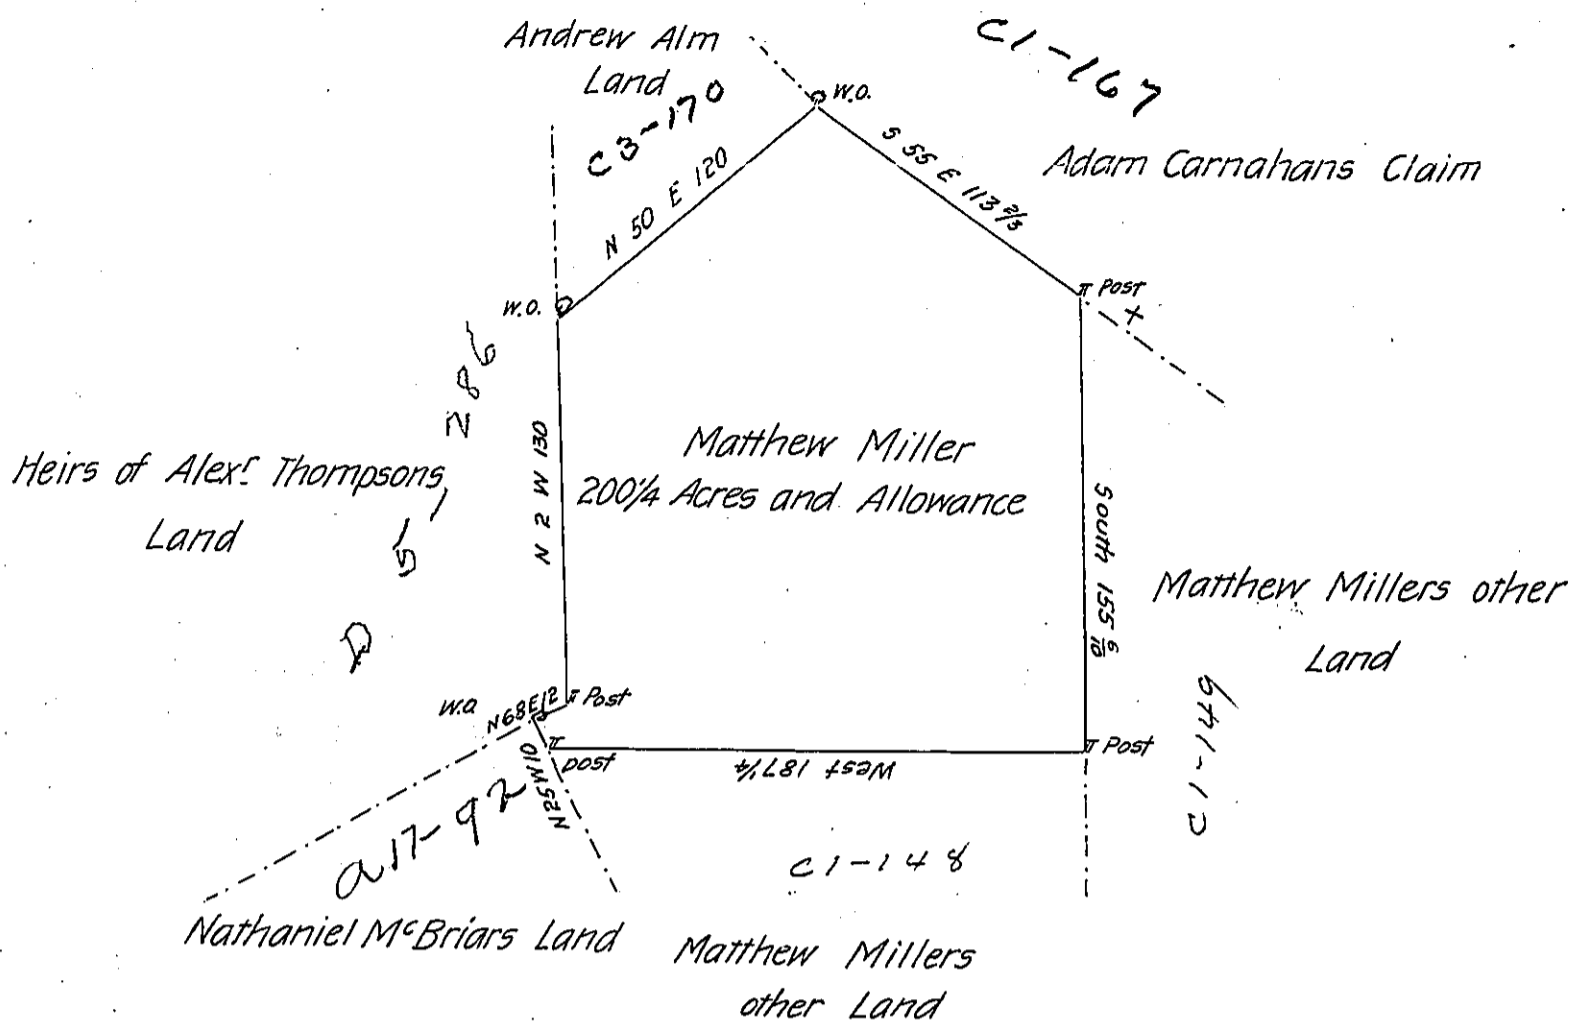 Andrew Alm
Land
C3-170
C1-167
W.O.
N 50 E 120
S 55 E 113 2/3
Adam Carnahans Claim
W.O.
Post
X
D 5-286
N 2 W 130
Heirs of Alexr Thompsons
Land
Matthew Miller
200 1/4 Acres and Allowance
South 155 6/10
Matthew Millers other
Land
C1-149
W.O
N68E12
Post
N25W10
post
West 187 1/4
Post
A17-92
C1-148
Nathaniel McBriars Land
Matthew Millers
other Land